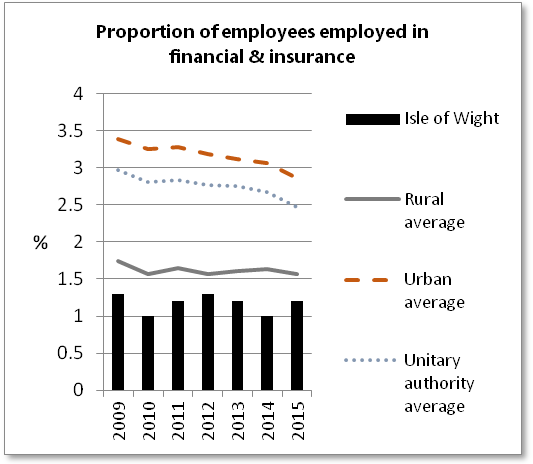 Proportion of employees employed in
financial & insurance
4
3.5
3
2.5
2
1.5
1
0.5
0
%
2009
2010
2011
2012
2013
2014
2015
Isle of Wight
Rural
average
Urban
average
Unitary
authority
average